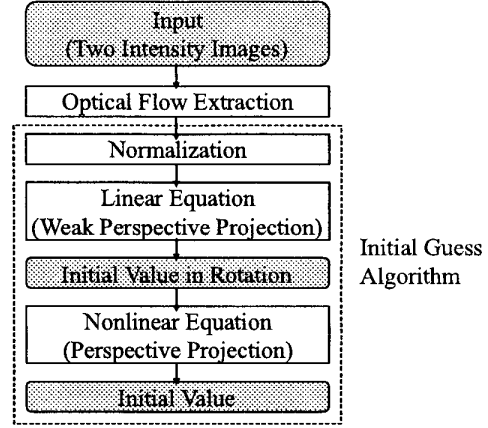 Input
(Two Intensity Images)
Optical Flow Extraction
Normalization
Linear Equation
(Weak Perspective Projection)
Initial Value in Rotation
Nonlinear Equation
(Perspective Projection)
Initial Value
Initial Guess
Algorithm